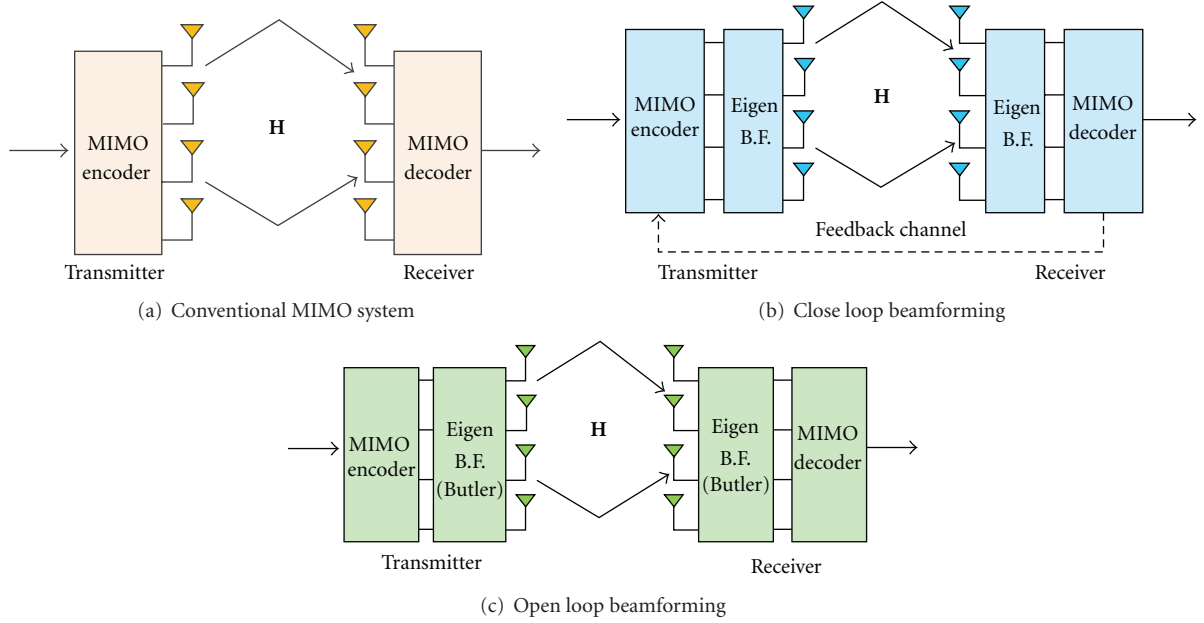 MIMO
encoder
H
MIMO
decoder
Transmitter
Receiver
(a) Conventional MIMO system
MIMO
encoder
Eigen
B.F.
H
Eigen
B.F.
MIMO
decoder
Feedback channel
Transmitter
Receiver
(b) Close loop beamforming
MIMO
encoder
Eigen
B.F.
(Butler)
H
Eigen
B.F.
(Butler)
MIMO
decoder
Transmitter
Receiver
(c) Open loop beamforming